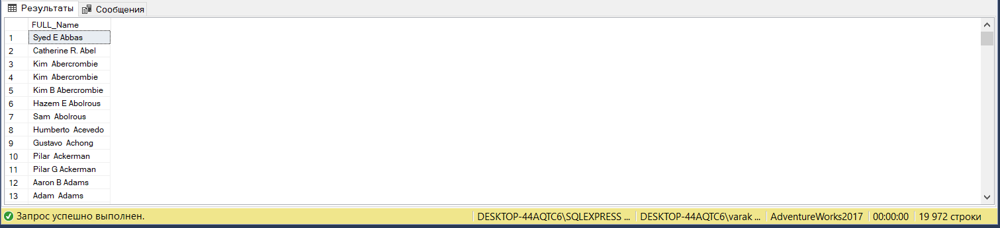 Результаты Сообщения
FULL_Name
1 Syed E Abbas
2 Catherine R. Abel
3 Kim  Abercrombie
4 Kim  Abercrombie
5 Kim B Abercrombie
6 Hazem E Abolrous
7 Sam  Abolrous
8 Humberto  Acevedo
9 Gustavo  Achong
10 Pilar  Ackerman
11 Pilar G Ackerman
12 Aaron B Adams
13 Adam  Adams
Запрос успешно выполнен. DESKTOP-44AQTC6\SQLEXPRESS ... DESKTOP-44AQTC6\varak ... AdventureWorks2017 00:00:00 19 972 строки